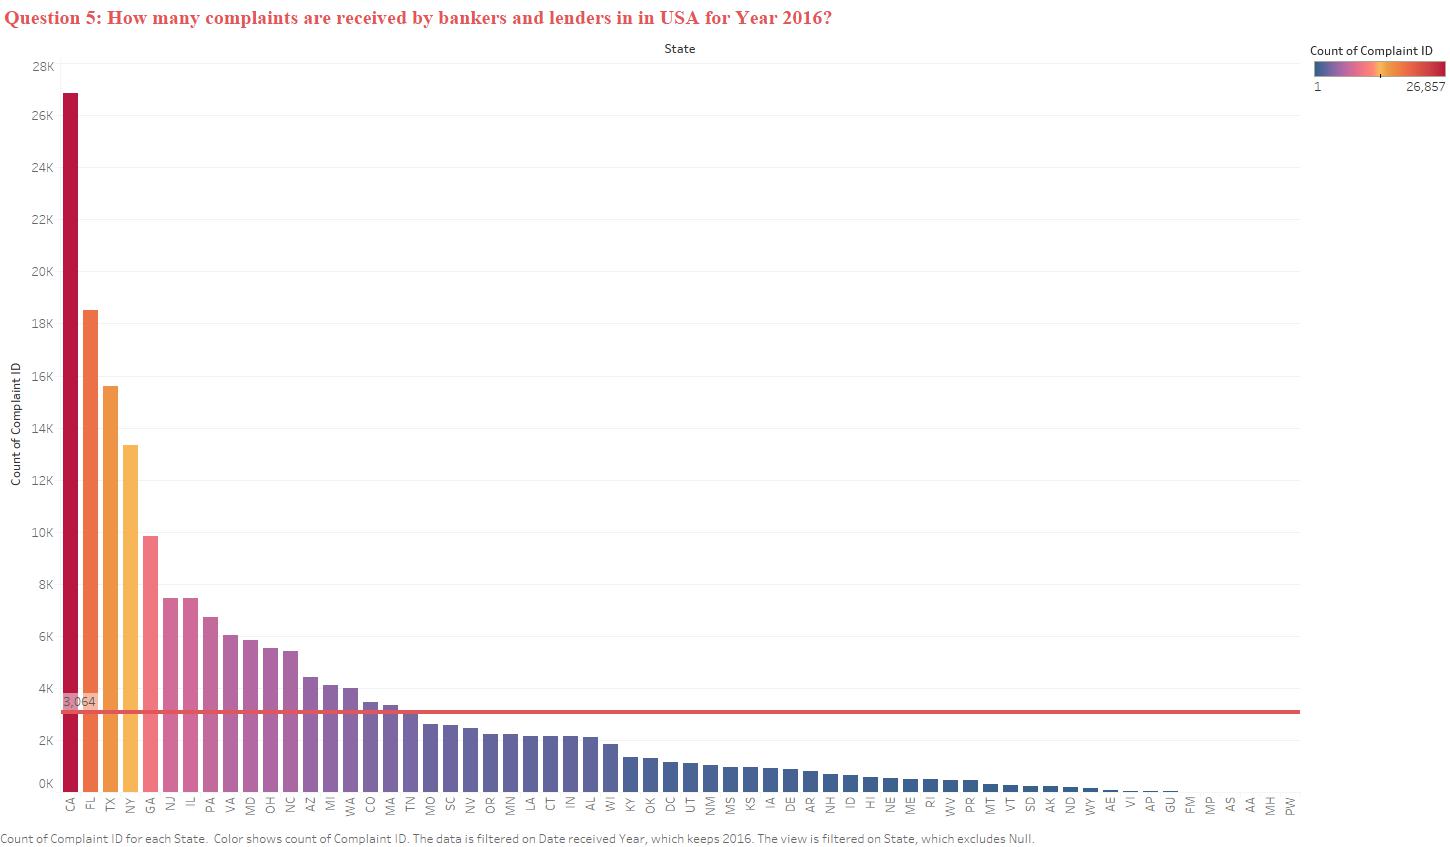 Question 5: How many complaints are received by bankers and lenders in in USA for Year 2016?
State
Count of Complaint ID
1 26,857
Count of Complaint ID
28K
26K
24K
22K
20K
18K
16K
14K
12K
10K
8K
6K
4K
2K
0K
3,064
CA FL TX NY GA NJ IL PA VA MD OH NC AZ MI WA CO MA TN MO SC NV OR MN LA CT IN AL WI KY OK DC UT NM MS KS IA DE AR NH ID HI NE ME RI WV PR MT VT SD AK ND WY AE VI AP GU FM MP AS AA MH PW
Count of Complaint ID for each State. Color shows count of Complaint ID. The data is filtered on Date received Year, which keeps 2016. The view is filtered on State, which excludes Null.